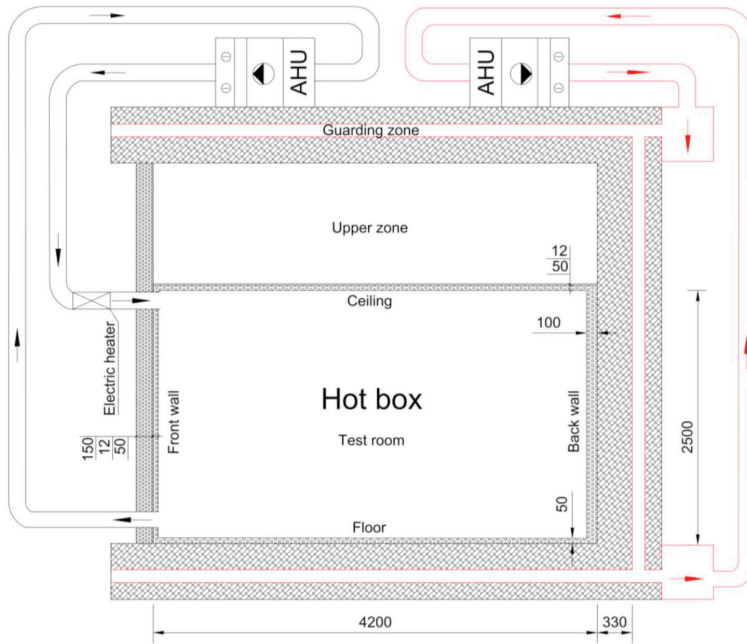 AHU
AHU
Guarding zone
Upper zone
12
50
Ceiling
100
Electric heater
Front wall
Hot box
Test room
Back wall
2500
150
12
50
50
Floor
4200
330